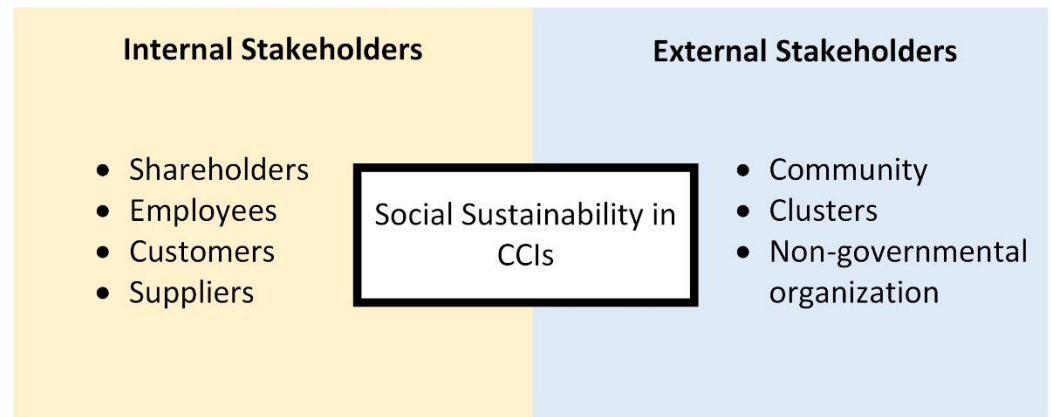 Internal Stakeholders
External Stakeholders
• Shareholders
• Employees
• Customers
• Suppliers
Social Sustainability in
CCIs
• Community
• Clusters
• Non-governmental
organization